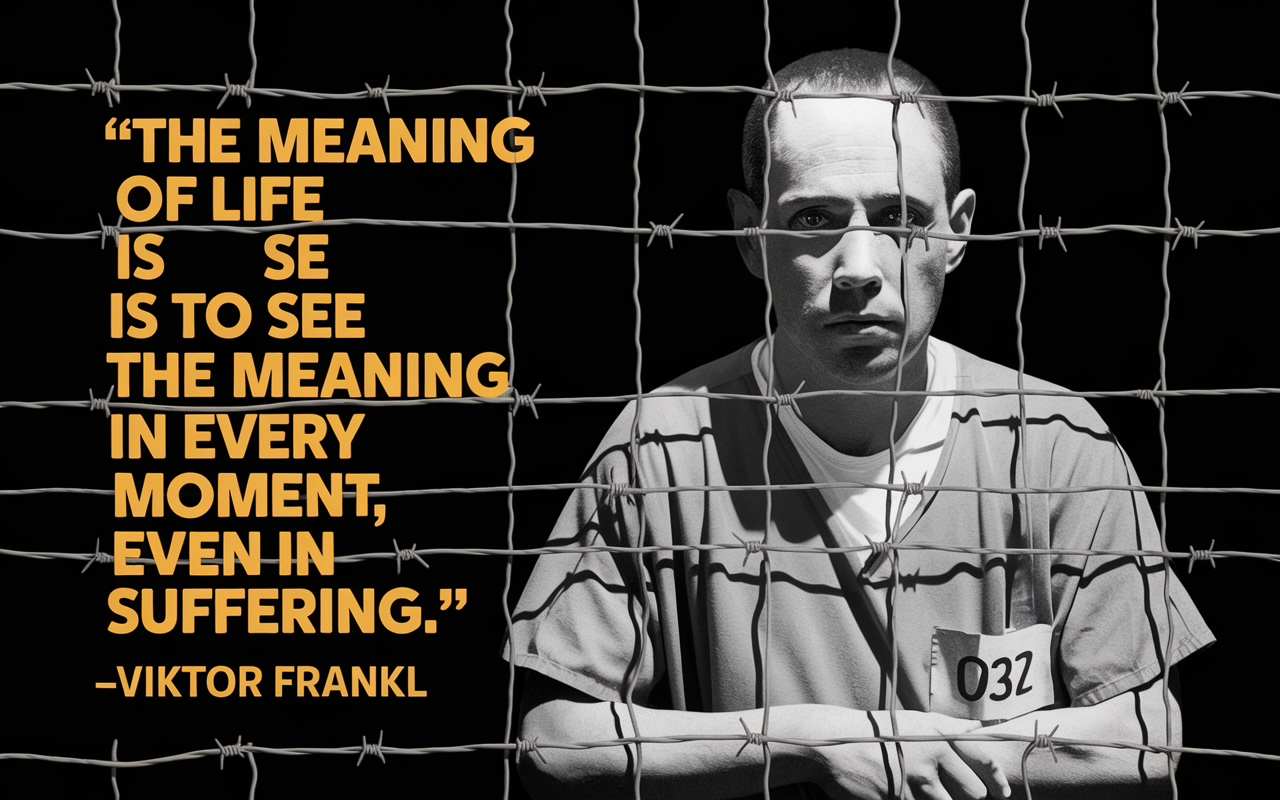 “THE MEANING
OF LIFE
IS SE
IS TO SEE
THE MEANING
IN EVERY
MOMENT,
EVEN IN
SUFFERING.”
–VIKTOR FRANKL
032